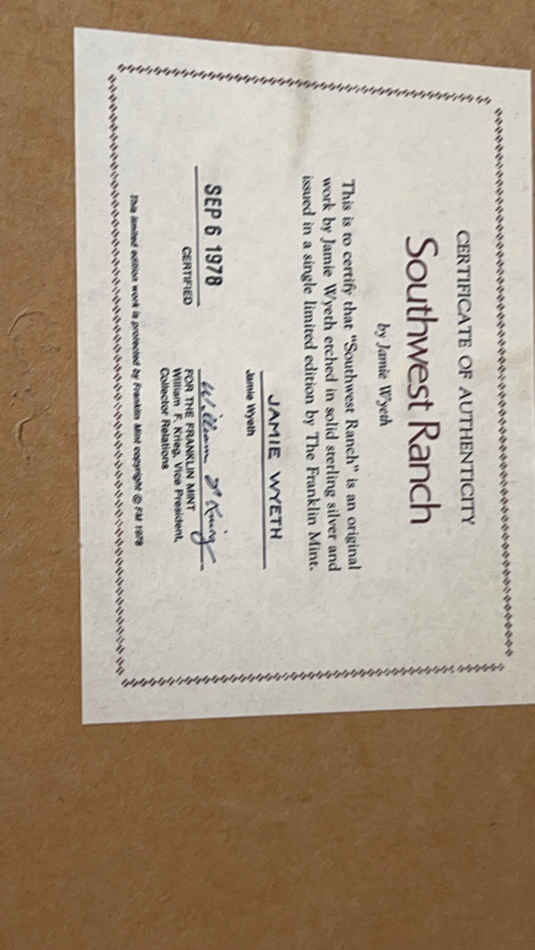 CERTIFICATE OF AUTHENTICITY
Southwest Ranch
by Jamie Wyeth
This is to certify that "Southwest Ranch" is an original
work by Jamie Wyeth etched in solid sterling silver and
issued in a single limited edition by The Franklin Mint.
JAMIE WYETH
Jamie Wyeth
SEP 6 1978
CERTIFIED
William F. Krieg
FOR THE FRANKLIN MINT
William F. Krieg, Vice President,
Collector Relations
This limited edition work is protected by Franklin Mint copyright © FM 1978